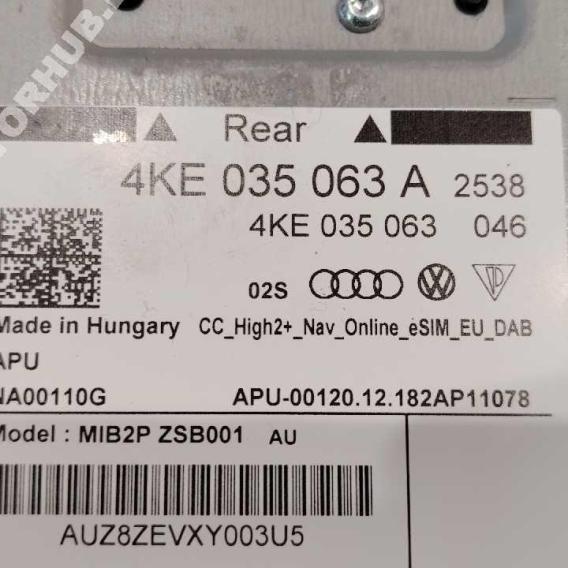 Rear
4KE 035 063 A 2538
4KE 035 063 046
02S
Made in Hungary CC_High2+_Nav_Online_eSIM_EU_DAB
APU
NA00110G APU-00120.12.182AP11078
Model : MIB2P ZSB001 AU
AUZ8ZEVXY003U5